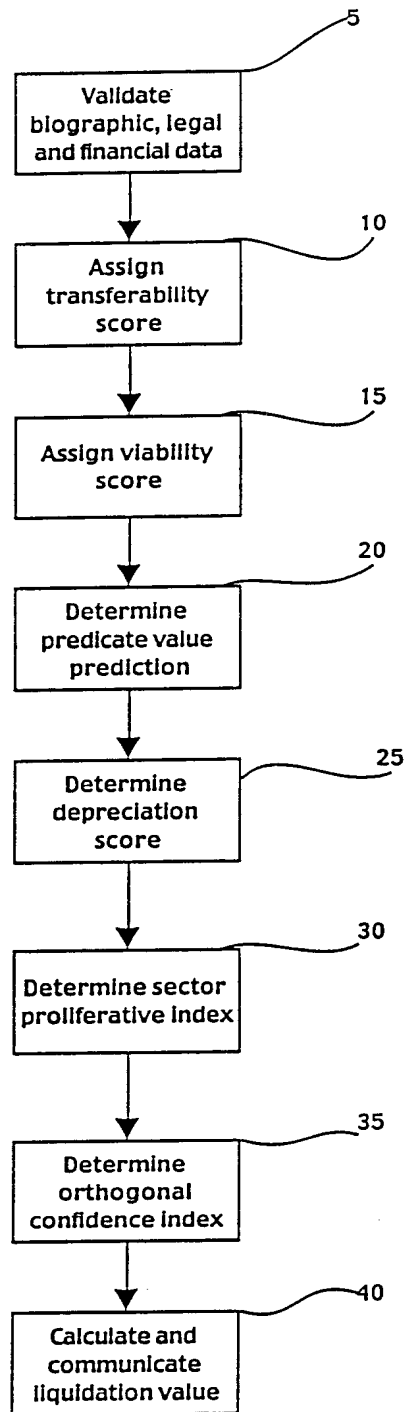 5
Validate
biographic, legal
and financial data
10
Assign
transferability
score
15
Assign viability
score
20
Determine
predicate value
prediction
25
Determine
depreciation
score
30
Determine sector
proliferative index
35
Determine
orthogonal
confidence index
40
Calculate and
communicate
liquidation value